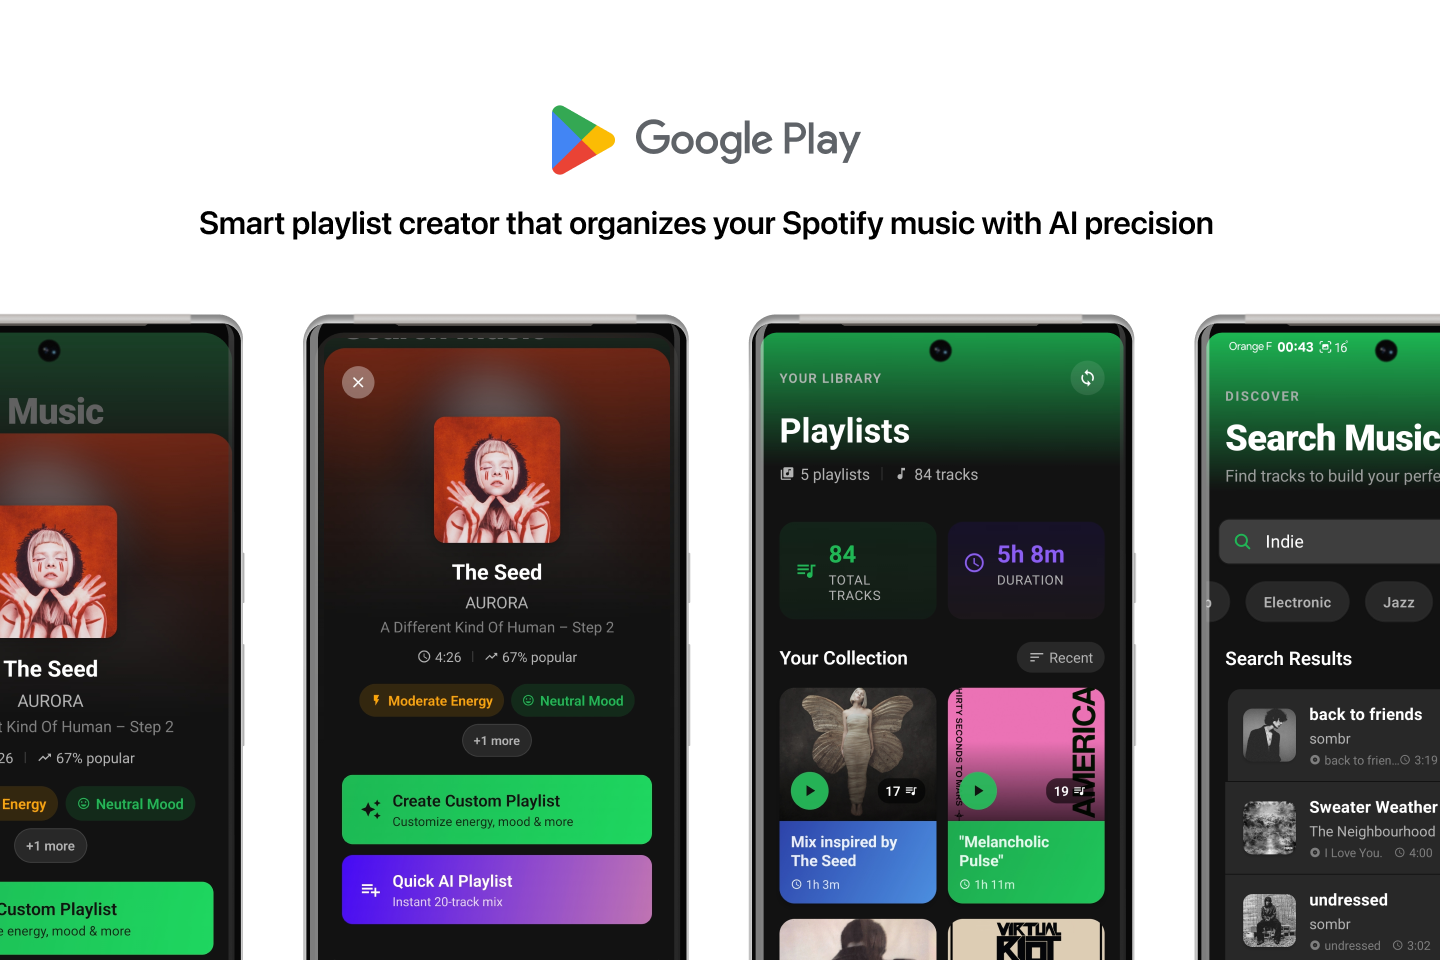 Google Play
Smart playlist creator that organizes your Spotify music with AI precision
Music
The Seed
AURORA
t Kind Of Human – Step 2
26
67% popular
Energy
Neutral Mood
+1 more
Custom Playlist
e energy, mood & more
The Seed
AURORA
A Different Kind Of Human – Step 2
4:26
67% popular
Moderate Energy
Neutral Mood
+1 more
Create Custom Playlist
Customize energy, mood & more
Quick AI Playlist
Instant 20-track mix
YOUR LIBRARY
Playlists
5 playlists
84 tracks
84
TOTAL
TRACKS
5h 8m
DURATION
Your Collection
Recent
17
Mix inspired by
The Seed
1h 3m
THIRTY SECONDS TO MARS
AMERICA
19
"Melancholic
Pulse"
1h 11m
VIRTUAL
RIOT
Orange F 00:43 16
DISCOVER
Search Music
Find tracks to build your perfe
Indie
Electronic
Jazz
Search Results
back to friends
sombr
back to frien... 3:19
Sweater Weather
The Neighbourhood
I Love You. 4:00
undressed
sombr
undressed 3:02